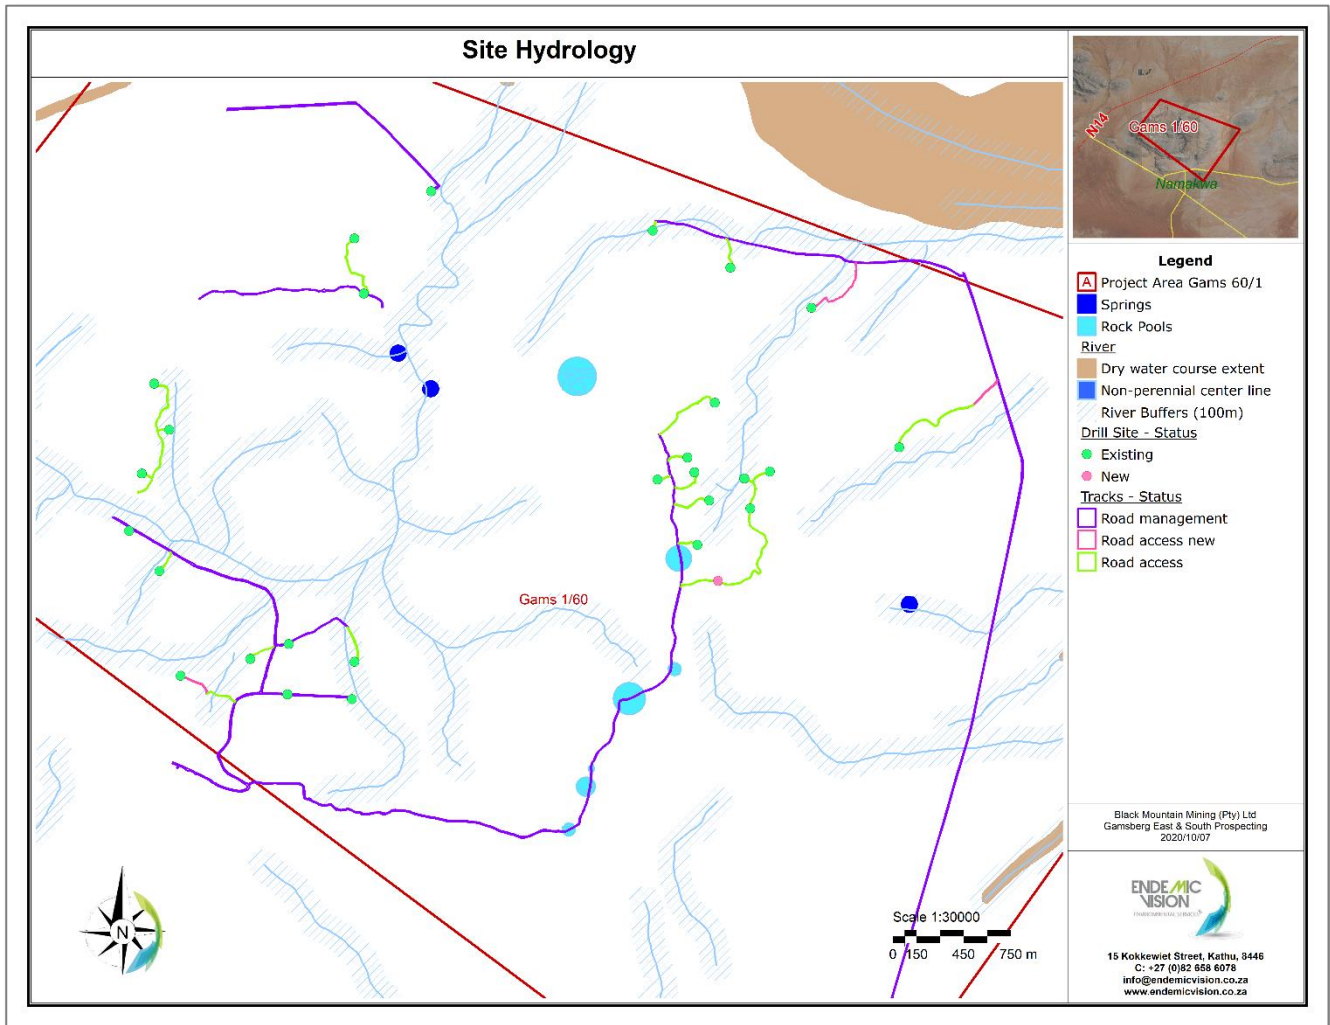 Site Hydrology
N14
Gams 1/60
Namakwa
Legend
A Project Area Gams 60/1
Springs
Rock Pools
River
Dry water course extent
Non-perennial center line
River Buffers (100m)
Drill Site - Status
Existing
New
Tracks - Status
Road management
Road access new
Road access
Gams 1/60
N
Scale 1:30000
0 150 450 750 m
Black Mountain Mining (Pty) Ltd
Gamsberg East & South Prospecting
2020/10/07
ENDEMIC
VISION
ENVIRONMENTAL SERVICES
15 Kokkewiet Street, Kathu, 8446
C: +27 (0)82 658 6078
info@endemicvision.co.za
www.endemicvision.co.za